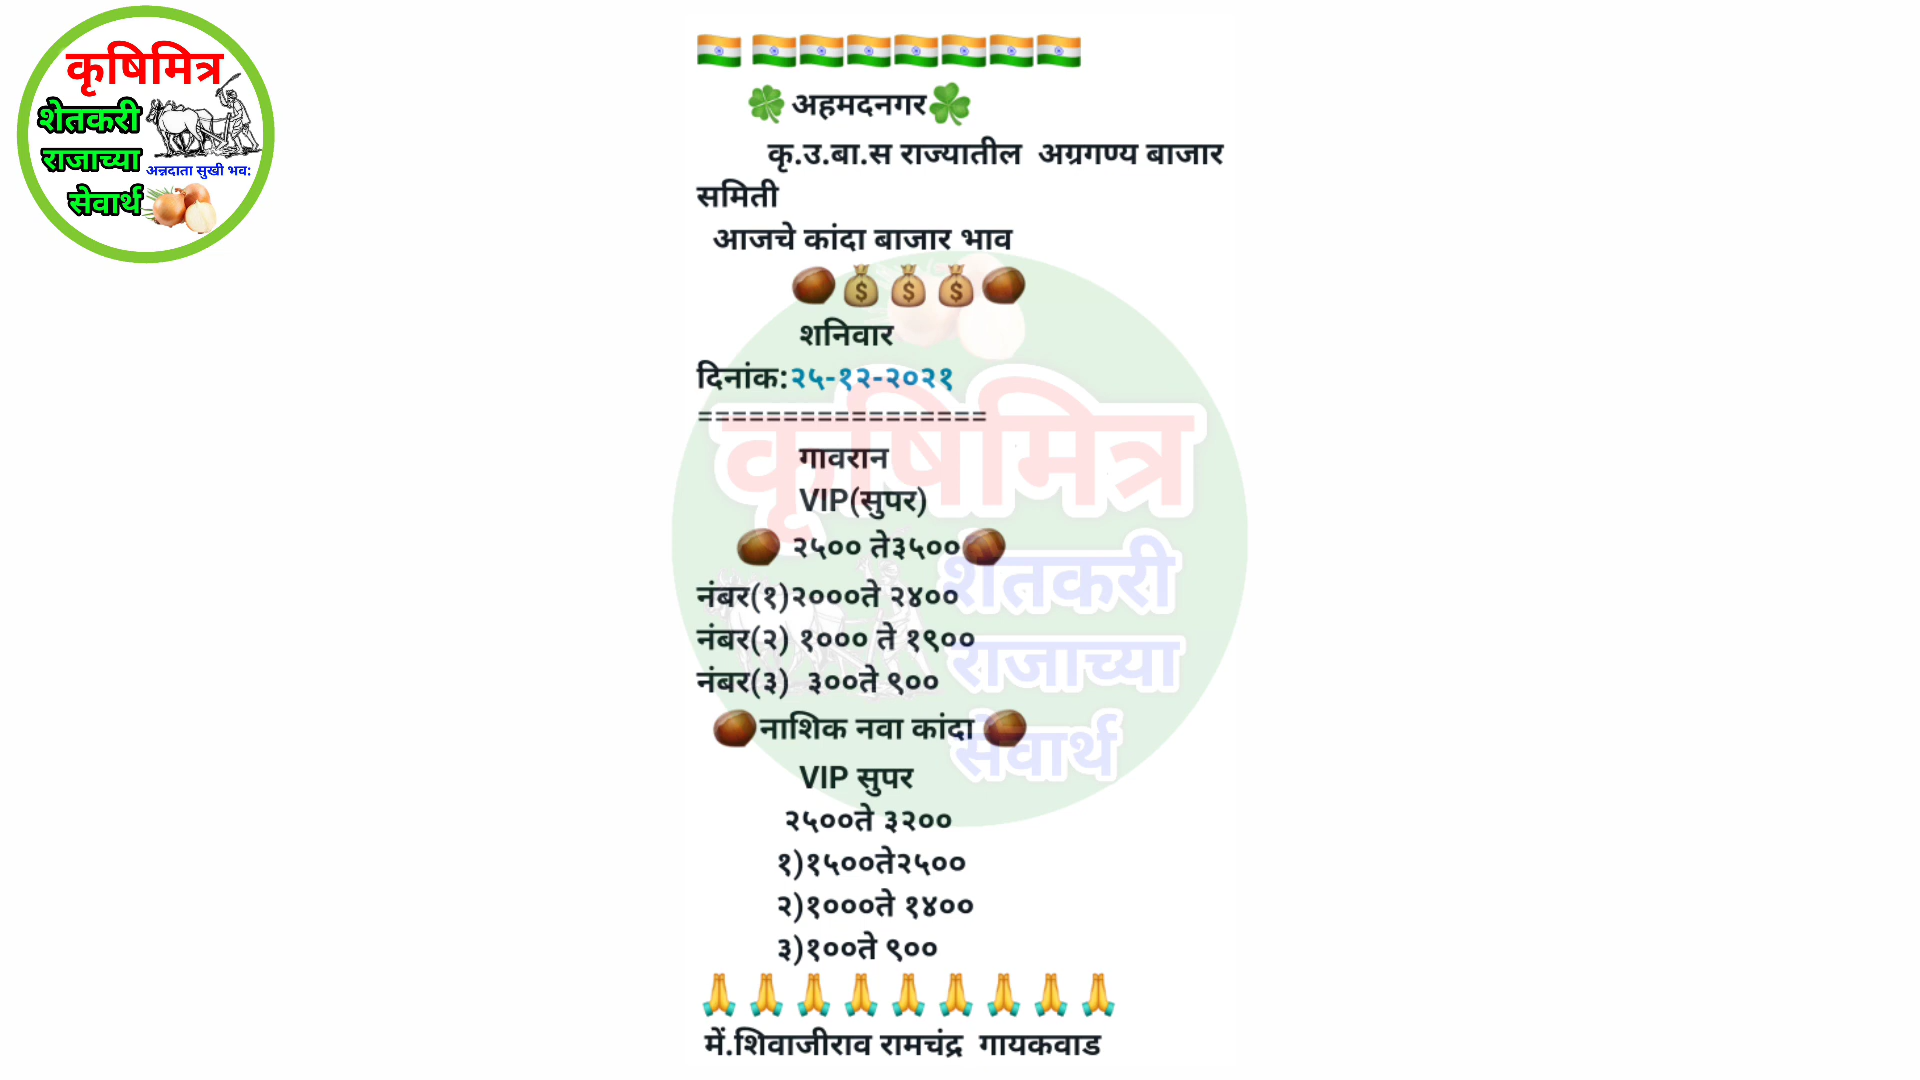 कृषिमित्र
शेतकरी
राजाच्या
सेवार्थ
अन्नदाता सुखी भव:
🇮🇳 🇮🇳🇮🇳🇮🇳🇮🇳🇮🇳🇮🇳🇮🇳
🍀अहमदनगर☘️
कृ.उ.बा.स राज्यातील अग्रगण्य बाजार
समिती
आजचे कांदा बाजार भाव
🌰💰💰💰🌰
शनिवार
दिनांक:२५-१२-२०२१
=================
गावरान
VIP(सुपर)
🌰 २५०० ते३५००🌰
नंबर(१)२०००ते २४००
नंबर(२) १००० ते १९००
नंबर(३) ३००ते ९००
🌰नाशिक नवा कांदा 🌰
VIP सुपर
२५००ते ३२००
१)१५००ते२५००
२)१०००ते १४००
३)१००ते ९००
🙏🙏🙏🙏🙏🙏🙏🙏🙏
में.शिवाजीराव रामचंद्र गायकवाड
कृषिमित्र
शेतकरी
राजाच्या
सेवार्थ